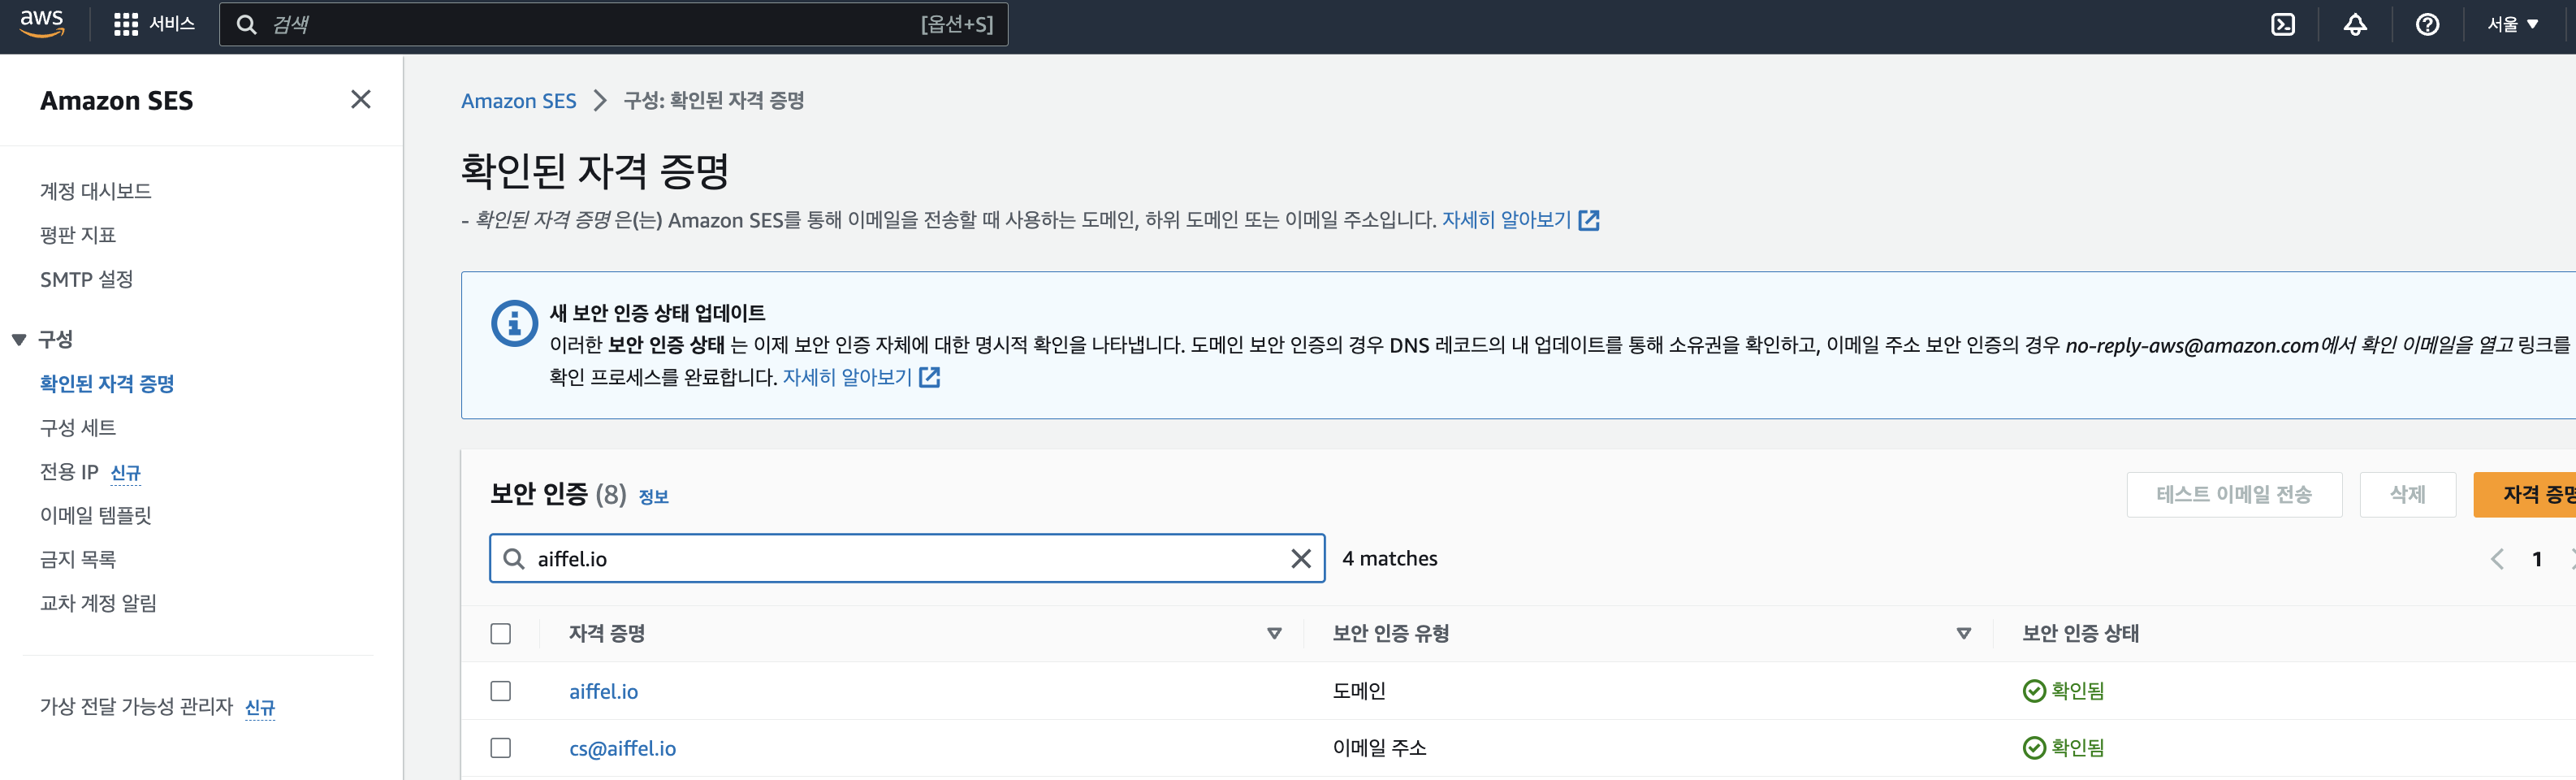 aws
서비스
검색
[옵션+S]
서울
Amazon SES
계정 대시보드
평판 지표
SMTP 설정
구성
확인된 자격 증명
구성 세트
전용 IP 신규
이메일 템플릿
금지 목록
교차 계정 알림
가상 전달 가능성 관리자 신규
Amazon SES > 구성: 확인된 자격 증명
확인된 자격 증명
- 확인된 자격 증명 은(는) Amazon SES를 통해 이메일을 전송할 때 사용하는 도메인, 하위 도메인 또는 이메일 주소입니다. 자세히 알아보기
새 보안 인증 상태 업데이트
이러한 보안 인증 상태 는 이제 보안 인증 자체에 대한 명시적 확인을 나타냅니다. 도메인 보안 인증의 경우 DNS 레코드의 내 업데이트를 통해 소유권을 확인하고, 이메일 주소 보안 인증의 경우 no-reply-aws@amazon.com에서 확인 이메일을 열고 링크를
확인 프로세스를 완료합니다. 자세히 알아보기
보안 인증 (8) 정보
테스트 이메일 전송
삭제
자격 증명
aiffel.io
4 matches
1
자격 증명
보안 인증 유형
보안 인증 상태
aiffel.io
도메인
확인됨
cs@aiffel.io
이메일 주소
확인됨